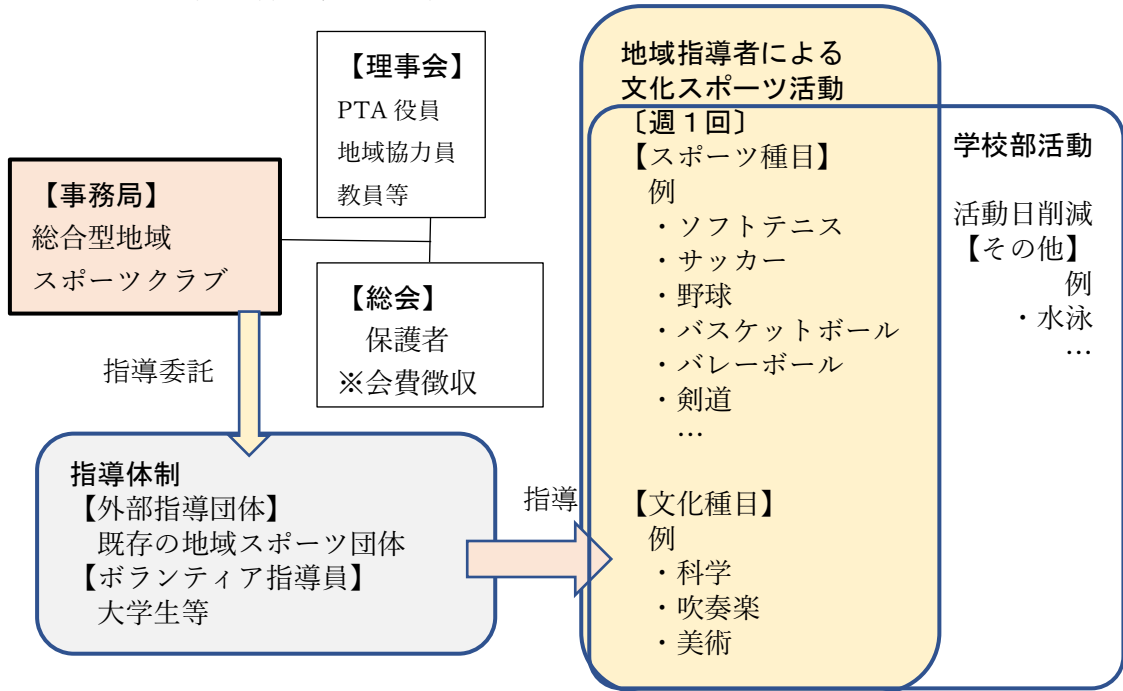 【理事会】
PTA 役員
地域協力員
教員等
【事務局】
総合型地域
スポーツクラブ
【総会】
保護者
※会費徴収
指導委託
指導体制
【外部指導団体】
既存の地域スポーツ団体
【ボランティア指導員】
大学生等
指導
地域指導者による
文化スポーツ活動
〔週１回〕
【スポーツ種目】
例
・ソフトテニス
・サッカー
・野球
・バスケットボール
・バレーボール
・剣道
…
【文化種目】
例
・科学
・吹奏楽
・美術
学校部活動
活動日削減
【その他】
例
・水泳
…